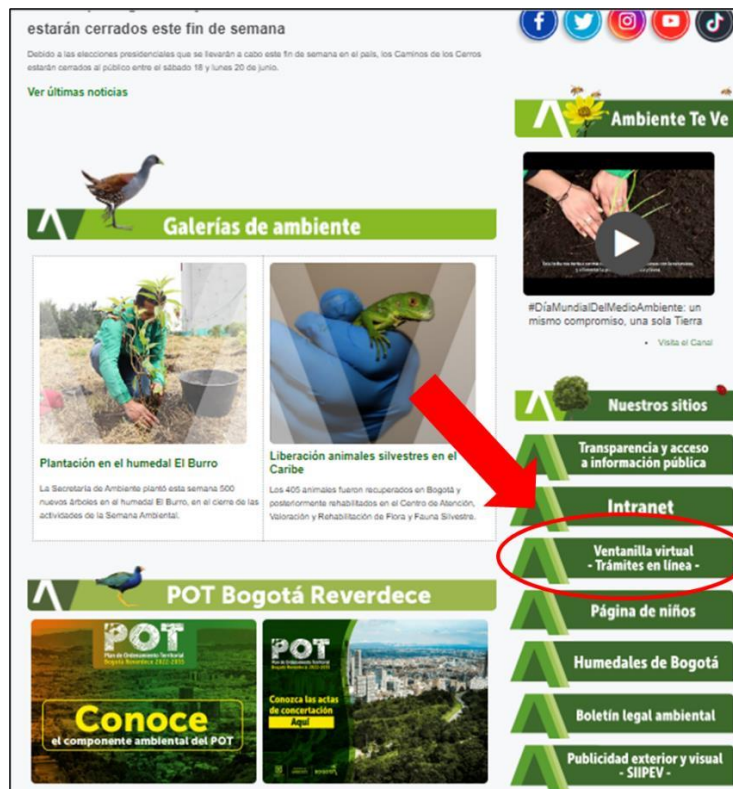 estarán cerrados este fin de semana
Debido a las elecciones presidenciales que se llevarán a cabo este fin de semana en el país, los Caminos de los Cerros
estarán cerrados al público entre el sábado 18 y lunes 20 de junio.
Ver últimas noticias
Galerías de ambiente
Plantación en el humedal El Burro
La Secretaría de Ambiente plantó esta semana 500
nuevos árboles en el humedal El Burro, en el cierre de las
actividades de la Semana Ambiental.
Liberación animales silvestres en el
Caribe
Los 405 animales fueron recuperados en Bogotá y
posteriormente rehabilitados en el Centro de Atención,
Valoración y Rehabilitación de Flora y Fauna Silvestre.
POT Bogotá Reverdece
POT
Plan de Ordenamiento Territorial
Bogotá Reverdece 2022-2035
Conoce
el componente ambiental del POT
POT
Conozca las actas
de concertación
Aquí
Ambiente Te Ve
#DíaMundialDelMedioAmbiente: un
mismo compromiso, una sola Tierra
Visita el Canal
Nuestros sitios
Transparencia y acceso
a información pública
Intranet
Ventanilla virtual
- Trámites en línea -
Página de niños
Humedales de Bogotá
Boletín legal ambiental
Publicidad exterior y visual
- SIIPEV -